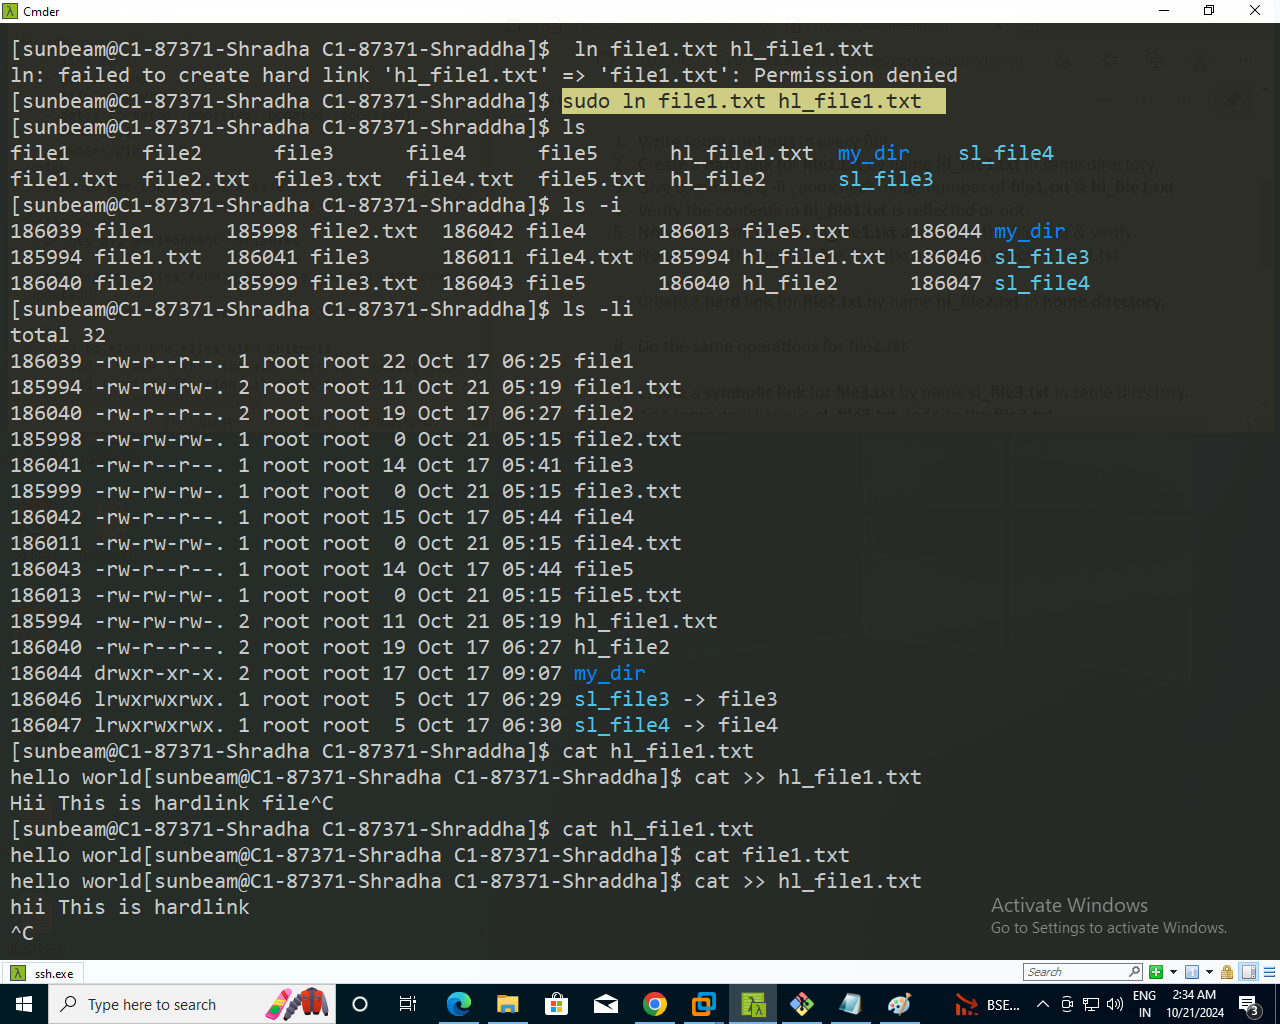 Cmder
[sunbeam@C1-87371-Shradha C1-87371-Shraddha]$  ln file1.txt hl_file1.txt
ln: failed to create hard link 'hl_file1.txt' => 'file1.txt': Permission denied
[sunbeam@C1-87371-Shradha C1-87371-Shraddha]$ sudo ln file1.txt hl_file1.txt
[sunbeam@C1-87371-Shradha C1-87371-Shraddha]$ ls
file1      file2      file3      file4      file5      hl_file1.txt  my_dir    sl_file4
file1.txt  file2.txt  file3.txt  file4.txt  file5.txt  hl_file2      sl_file3
[sunbeam@C1-87371-Shradha C1-87371-Shraddha]$ ls -i
186039 file1      185998 file2.txt  186042 file4      186013 file5.txt     186044 my_dir
185994 file1.txt  186041 file3      186011 file4.txt  185994 hl_file1.txt  186046 sl_file3
186040 file2      185999 file3.txt  186043 file5      186040 hl_file2      186047 sl_file4
[sunbeam@C1-87371-Shradha C1-87371-Shraddha]$ ls -li
total 32
186039 -rw-r--r--. 1 root root 22 Oct 17 06:25 file1
185994 -rw-rw-rw-. 2 root root 11 Oct 21 05:19 file1.txt
186040 -rw-r--r--. 2 root root 19 Oct 17 06:27 file2
185998 -rw-rw-rw-. 1 root root  0 Oct 21 05:15 file2.txt
186041 -rw-r--r--. 1 root root 14 Oct 17 05:41 file3
185999 -rw-rw-rw-. 1 root root  0 Oct 21 05:15 file3.txt
186042 -rw-r--r--. 1 root root 15 Oct 17 05:44 file4
186011 -rw-rw-rw-. 1 root root  0 Oct 21 05:15 file4.txt
186043 -rw-r--r--. 1 root root 14 Oct 17 05:44 file5
186013 -rw-rw-rw-. 1 root root  0 Oct 21 05:15 file5.txt
185994 -rw-rw-rw-. 2 root root 11 Oct 21 05:19 hl_file1.txt
186040 -rw-r--r--. 2 root root 19 Oct 17 06:27 hl_file2
186044 drwxr-xr-x. 2 root root 17 Oct 17 09:07 my_dir
186046 lrwxrwxrwx. 1 root root  5 Oct 17 06:29 sl_file3 -> file3
186047 lrwxrwxrwx. 1 root root  5 Oct 17 06:30 sl_file4 -> file4
[sunbeam@C1-87371-Shradha C1-87371-Shraddha]$ cat hl_file1.txt
hello world[sunbeam@C1-87371-Shradha C1-87371-Shraddha]$ cat >> hl_file1.txt
Hii This is hardlink file^C
[sunbeam@C1-87371-Shradha C1-87371-Shraddha]$ cat hl_file1.txt
hello world[sunbeam@C1-87371-Shradha C1-87371-Shraddha]$ cat file1.txt
hello world[sunbeam@C1-87371-Shradha C1-87371-Shraddha]$ cat >> hl_file1.txt
hii This is hardlink
^C
Activate Windows
Go to Settings to activate Windows.
ssh.exe
Search
Type here to search
BSE...
ENG
IN
2:34 AM
10/21/2024
3